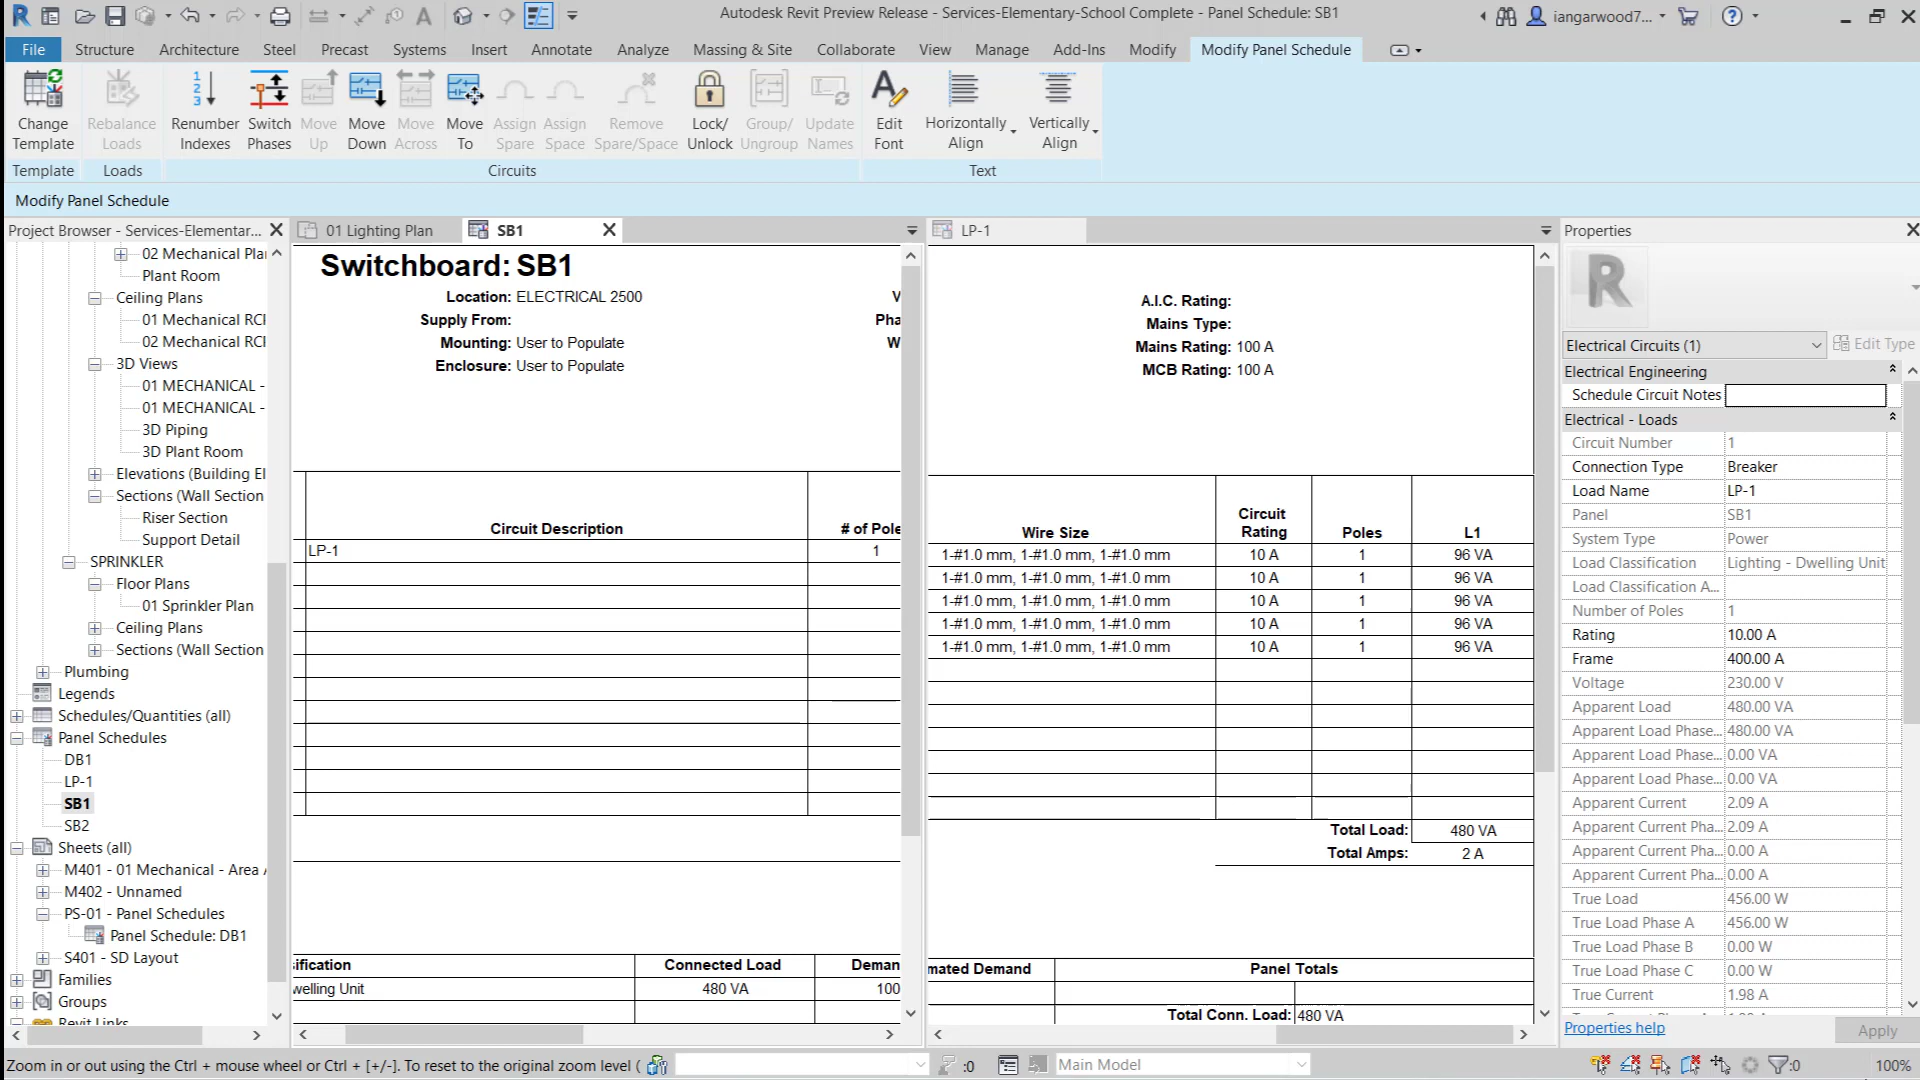 Autodesk Revit Preview Release - Services-Elementary-School Complete - Panel Schedule: SB1
iangarwood7...
File Structure Architecture Steel Precast Systems Insert Annotate Analyze Massing & Site Collaborate View Manage Add-Ins Modify Modify Panel Schedule
Change Template
Rebalance Loads
Renumber Indexes
Switch Phases
Move Up
Move Down
Move Across
Move To
Assign Spare
Assign Space
Remove Spare/Space
Lock/ Unlock
Group/ Ungroup
Update Names
Edit Font
Horizontally Align
Vertically Align
Template Loads Circuits Text
Modify Panel Schedule
Project Browser - Services-Elementar...
02 Mechanical Pla
Plant Room
Ceiling Plans
01 Mechanical RC
02 Mechanical RC
3D Views
01 MECHANICAL -
01 MECHANICAL -
3D Piping
3D Plant Room
Elevations (Building El
Sections (Wall Section
Riser Section
Support Detail
SPRINKLER
Floor Plans
01 Sprinkler Plan
Ceiling Plans
Sections (Wall Section
Plumbing
Legends
Schedules/Quantities (all)
Panel Schedules
DB1
LP-1
SB1
SB2
Sheets (all)
M401 - 01 Mechanical - Area
M402 - Unnamed
PS-01 - Panel Schedules
Panel Schedule: DB1
S401 - SD Layout
Families
Groups
Revit Links
01 Lighting Plan
SB1
Switchboard: SB1
Location: ELECTRICAL 2500
V
Supply From:
Pha
Mounting: User to Populate
W
Enclosure: User to Populate
Circuit Description # of Pole
LP-1 1
sification Connected Load Deman
welling Unit 480 VA 100
LP-1
A.I.C. Rating:
Mains Type:
Mains Rating: 100 A
MCB Rating: 100 A
Wire Size Circuit Rating Poles L1
1-#1.0 mm, 1-#1.0 mm, 1-#1.0 mm 10 A 1 96 VA
1-#1.0 mm, 1-#1.0 mm, 1-#1.0 mm 10 A 1 96 VA
1-#1.0 mm, 1-#1.0 mm, 1-#1.0 mm 10 A 1 96 VA
1-#1.0 mm, 1-#1.0 mm, 1-#1.0 mm 10 A 1 96 VA
1-#1.0 mm, 1-#1.0 mm, 1-#1.0 mm 10 A 1 96 VA
Total Load: 480 VA
Total Amps: 2 A
mated Demand Panel Totals
Total Conn. Load: 480 VA
Properties
Electrical Circuits (1) Edit Type
Electrical Engineering
Schedule Circuit Notes
Electrical - Loads
Circuit Number 1
Connection Type Breaker
Load Name LP-1
Panel SB1
System Type Power
Load Classification Lighting - Dwelling Unit
Load Classification A...
Number of Poles 1
Rating 10.00 A
Frame 400.00 A
Voltage 230.00 V
Apparent Load 480.00 VA
Apparent Load Phase... 480.00 VA
Apparent Load Phase... 0.00 VA
Apparent Load Phase... 0.00 VA
Apparent Current 2.09 A
Apparent Current Pha... 2.09 A
Apparent Current Pha... 0.00 A
Apparent Current Pha... 0.00 A
True Load 456.00 W
True Load Phase A 456.00 W
True Load Phase B 0.00 W
True Load Phase C 0.00 W
True Current 1.98 A
Properties help Apply
Zoom in or out using the Ctrl + mouse wheel or Ctrl + [+/-]. To reset to the original zoom level (
:0
Main Model
:0
100%